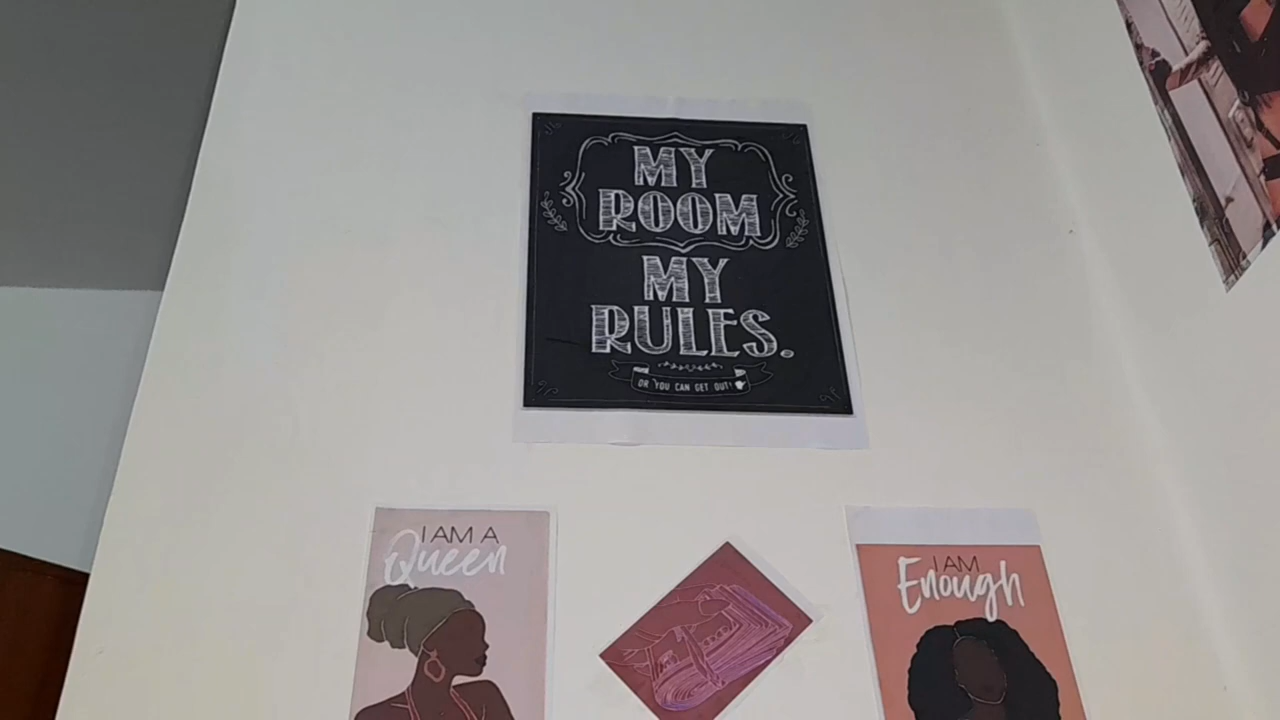 MY
ROOM
MY
RULES.
OR YOU CAN GET OUT!
I AM A
Queen
I AM
Enough